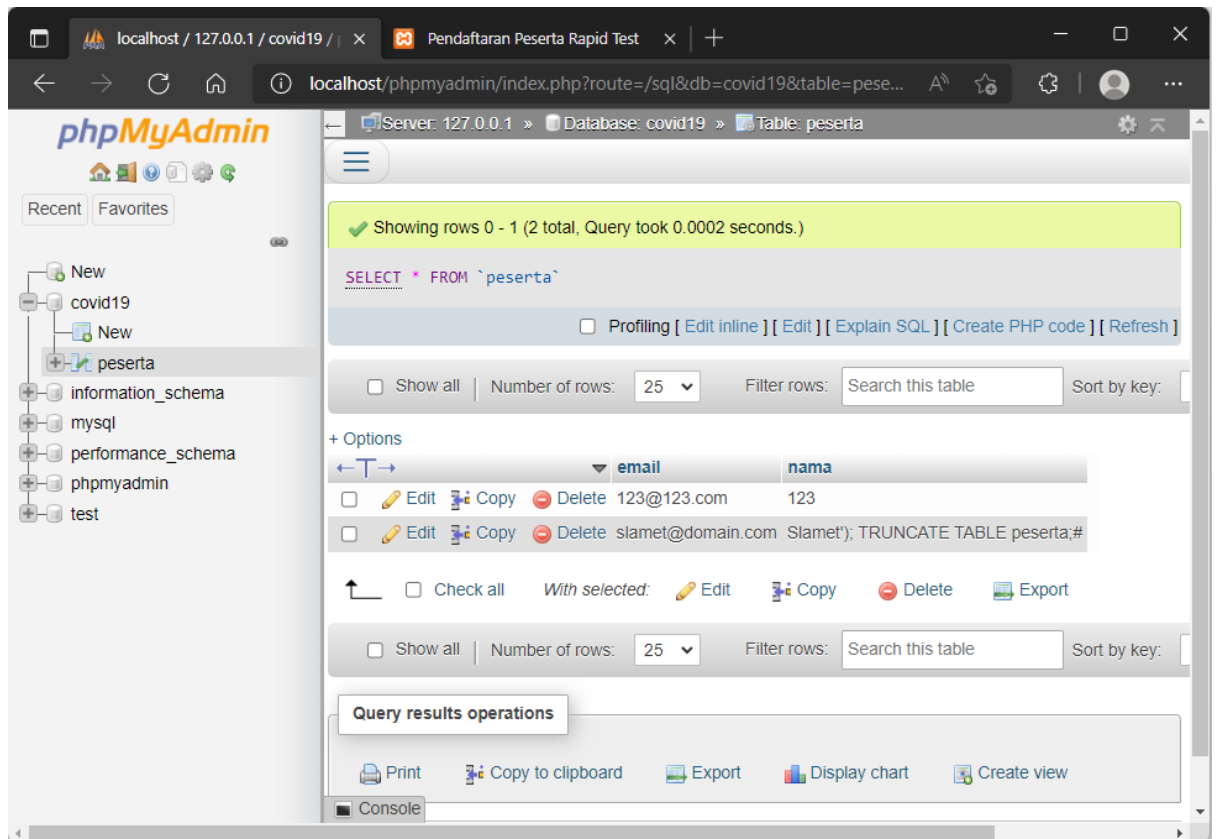 localhost / 127.0.0.1 / covid19 /
Pendaftaran Peserta Rapid Test
localhost/phpmyadmin/index.php?route=/sql&db=covid19&table=pese...
phpMyAdmin
Recent Favorites
New
covid19
New
peserta
information_schema
mysql
performance_schema
phpmyadmin
test
Server: 127.0.0.1 » Database: covid19 » Table: peserta
Showing rows 0 - 1 (2 total, Query took 0.0002 seconds.)
SELECT * FROM `peserta`
Profiling [ Edit inline ] [ Edit ] [ Explain SQL ] [ Create PHP code ] [ Refresh ]
Show all | Number of rows: 25 Filter rows: Search this table Sort by key:
+ Options
←T→ email nama
Edit Copy Delete 123@123.com 123
Edit Copy Delete slamet@domain.com Slamet'); TRUNCATE TABLE peserta;#
Check all With selected: Edit Copy Delete Export
Show all | Number of rows: 25 Filter rows: Search this table Sort by key:
Query results operations
Print Copy to clipboard Export Display chart Create view
Console